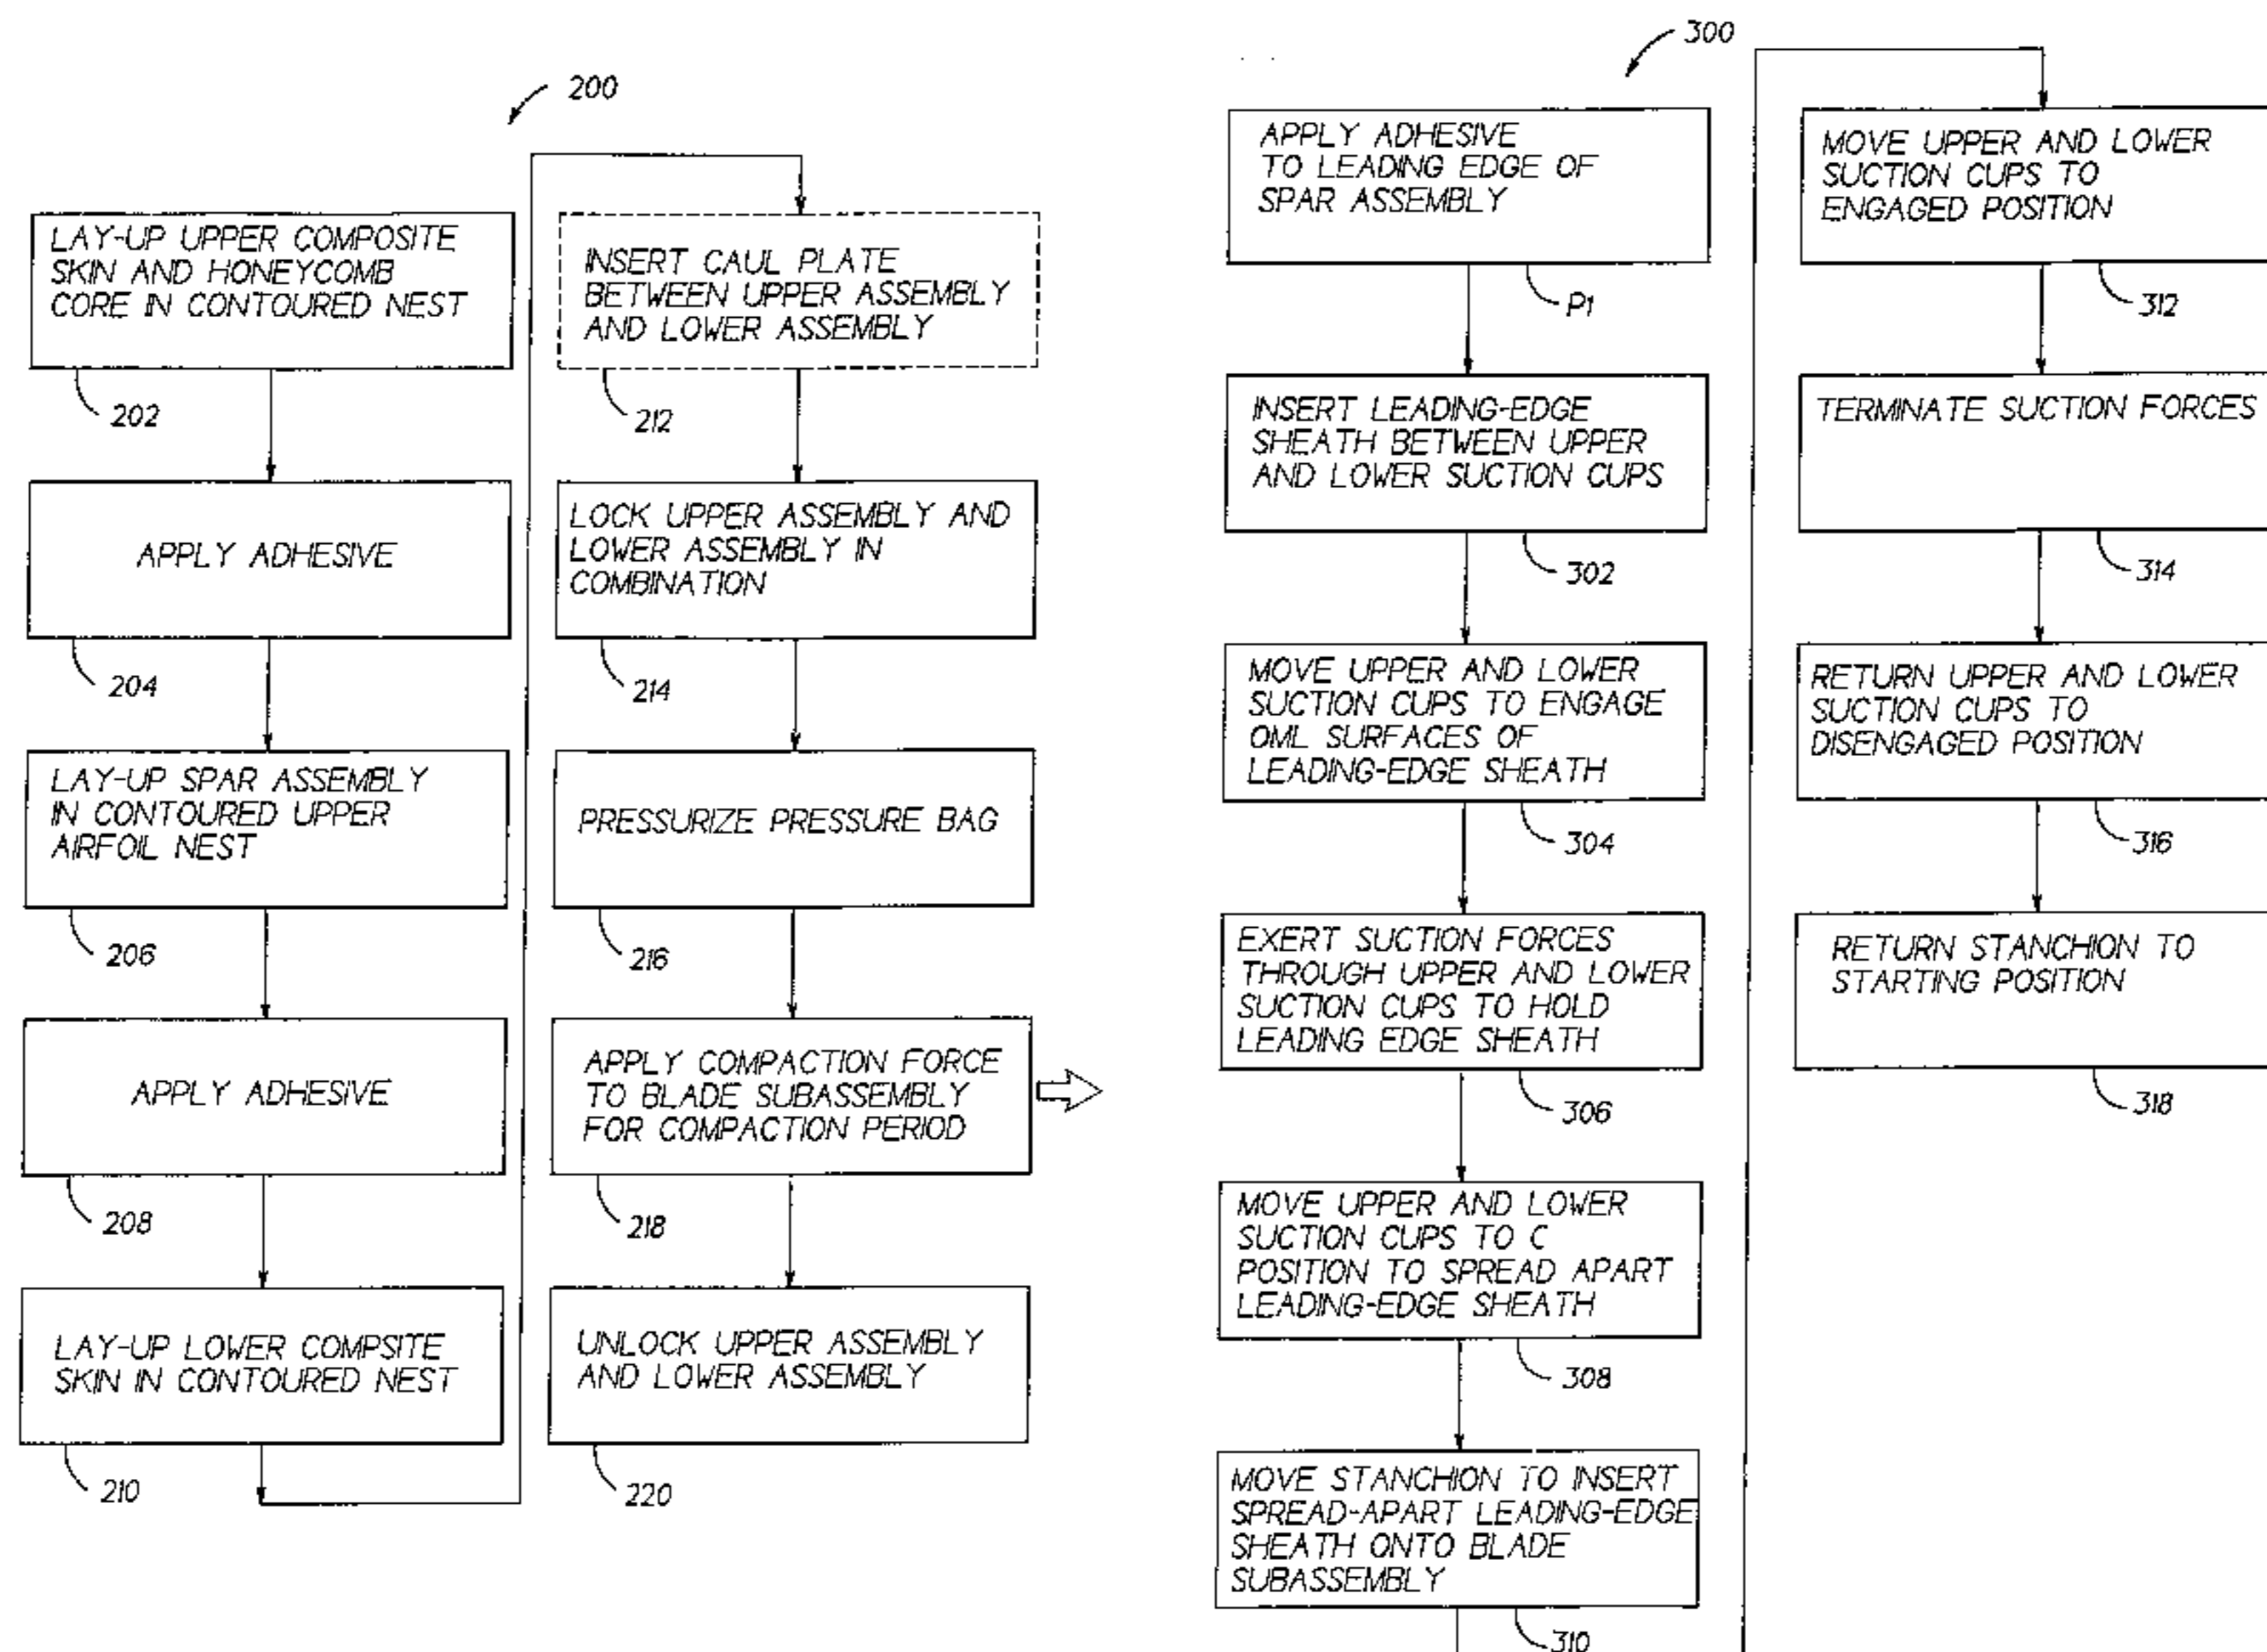 200
LAY-UP UPPER COMPOSITE
SKIN AND HONEYCOMB
CORE IN CONTOURED NEST
202
APPLY ADHESIVE
204
LAY-UP SPAR ASSEMBLY
IN CONTOURED UPPER
AIRFOIL NEST
206
APPLY ADHESIVE
208
LAY-UP LOWER COMPSITE
SKIN IN CONTOURED NEST
210
INSERT CAUL PLATE
BETWEEN UPPER ASSEMBLY
AND LOWER ASSEMBLY
212
LOCK UPPER ASSEMBLY AND
LOWER ASSEMBLY IN
COMBINATION
214
PRESSURIZE PRESSURE BAG
216
APPLY COMPACTION FORCE
TO BLADE SUBASSEMBLY
FOR COMPACTION PERIOD
218
UNLOCK UPPER ASSEMBLY
AND LOWER ASSEMBLY
220
300
APPLY ADHESIVE
TO LEADING EDGE OF
SPAR ASSEMBLY
P1
INSERT LEADING-EDGE
SHEATH BETWEEN UPPER
AND LOWER SUCTION CUPS
302
MOVE UPPER AND LOWER
SUCTION CUPS TO ENGAGE
OML SURFACES OF
LEADING-EDGE SHEATH
304
EXERT SUCTION FORCES
THROUGH UPPER AND LOWER
SUCTION CUPS TO HOLD
LEADING EDGE SHEATH
306
MOVE UPPER AND LOWER
SUCTION CUPS TO C
POSITION TO SPREAD APART
LEADING-EDGE SHEATH
308
MOVE STANCHION TO INSERT
SPREAD-APART LEADING-EDGE
SHEATH ONTO BLADE
SUBASSEMBLY
310
MOVE UPPER AND LOWER
SUCTION CUPS TO
ENGAGED POSITION
312
TERMINATE SUCTION FORCES
314
RETURN UPPER AND LOWER
SUCTION CUPS TO
DISENGAGED POSITION
316
RETURN STANCHION TO
STARTING POSITION
318